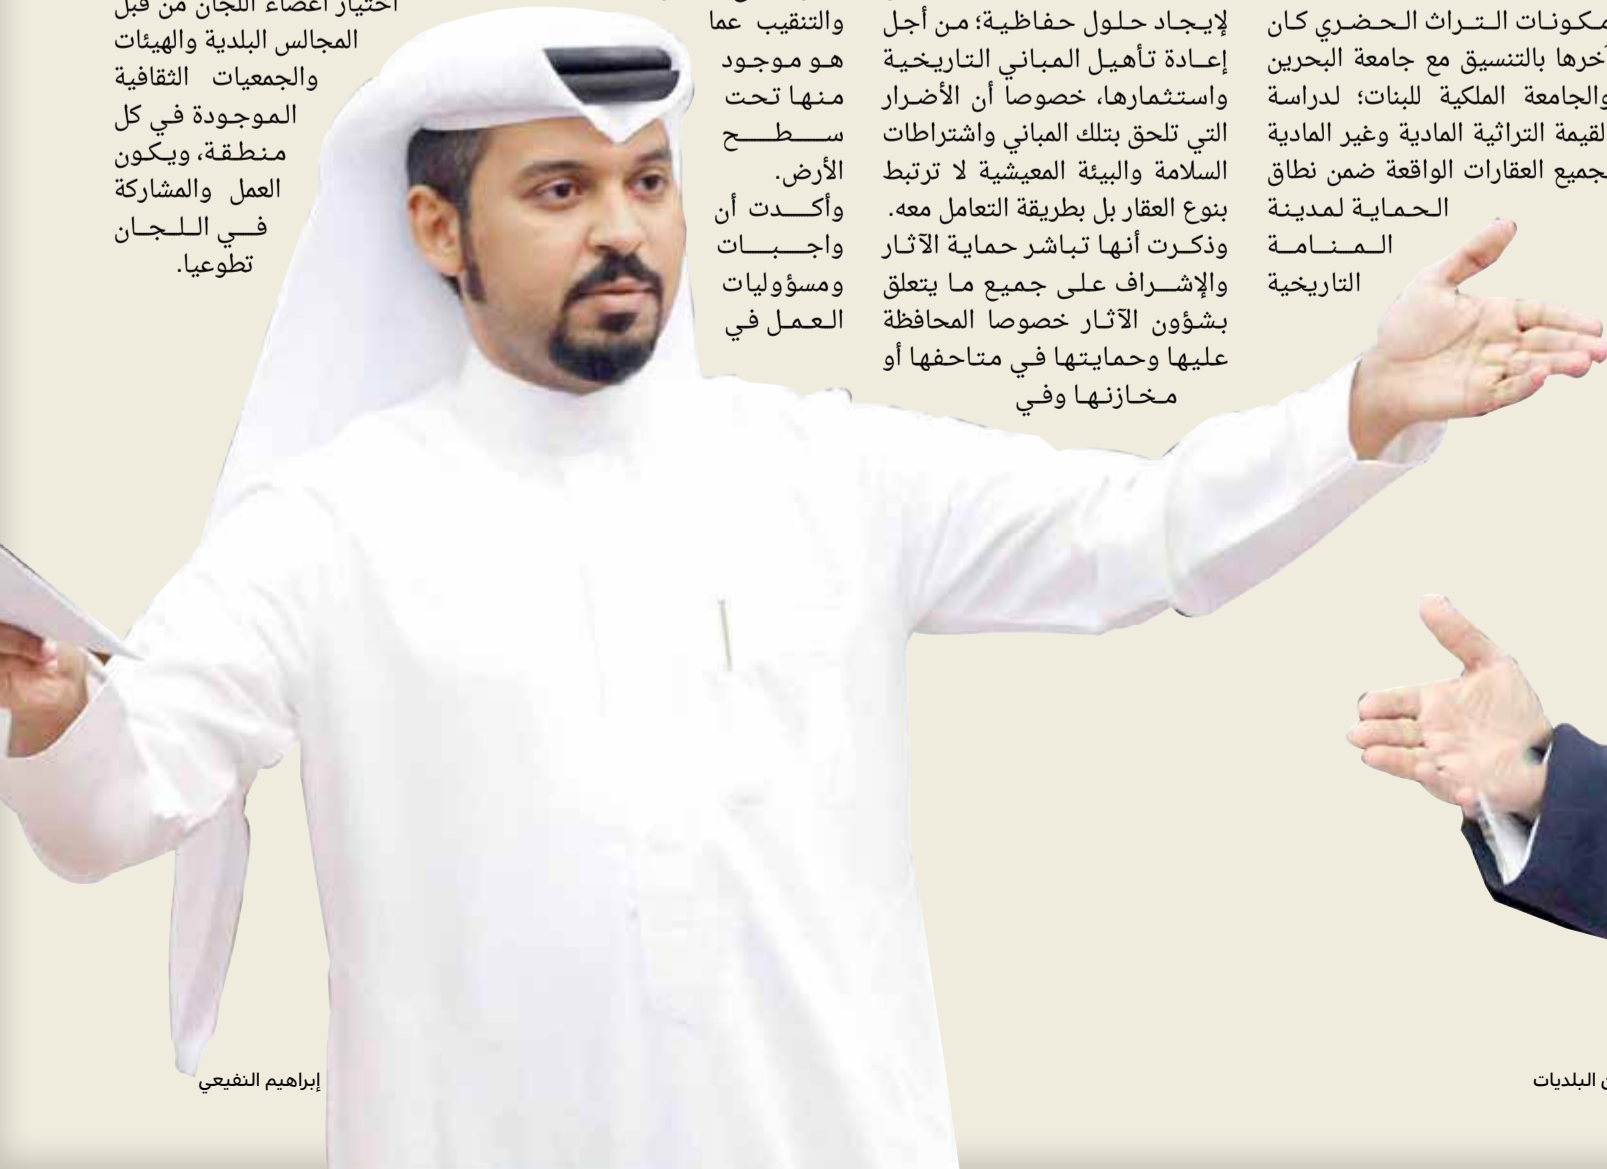 مكونات التراث الحضري كان
آخرها بالتنسيق مع جامعة البحرين
والجامعة الملكية للبنات؛ لدراسة
القيمة التراثية المادية وغير المادية
لجميع العقارات الواقعة ضمن نطاق
الحماية لمدينة
المنامة
التاريخية
لإيجاد حلول حفاظية؛ من أجل
إعادة تأهيل المباني التاريخية
واستثمارها، خصوصا أن الأضرار
التي تلحق بتلك المباني واشتراطات
السلامة والبيئة المعيشية لا ترتبط
بنوع العقار بل بطريقة التعامل معه.
وذكرت أنها تباشر حماية الآثار
والإشراف على جميع ما يتعلق
بشؤون الآثار خصوصا المحافظة
عليها وحمايتها في متاحفها أو
مخازنها وفي
والتنقيب عما
هو موجود
منها تحت
سطح
الأرض.
وأكدت أن
واجبات
ومسؤوليات
العمل في
اختيار أعضاء اللجان من قبل
المجالس البلدية والهيئات
والجمعيات الثقافية
الموجودة في كل
منطقة، ويكون
العمل والمشاركة
في اللجان
تطوعيا.
البلديات
إبراهيم النفيعي